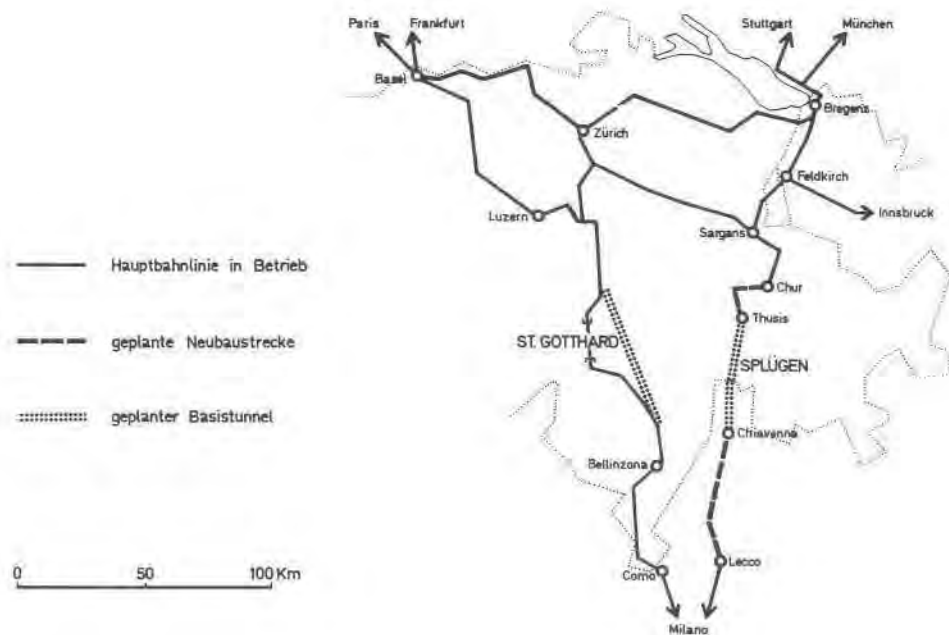 Paris
Frankfurt
Stuttgart
München
Basel
Bregenz
Zürich
Feldkirch
Luzern
Innsbruck
Sargans
Hauptbahnlinie in Betrieb
Chur
Thusis
ST. GOTTHARD
geplante Neubaustrecke
SPLÜGEN
geplanter Basistunnel
Chiavenna
Bellinzona
Lecco
Como
0 50 100 Km
Milano